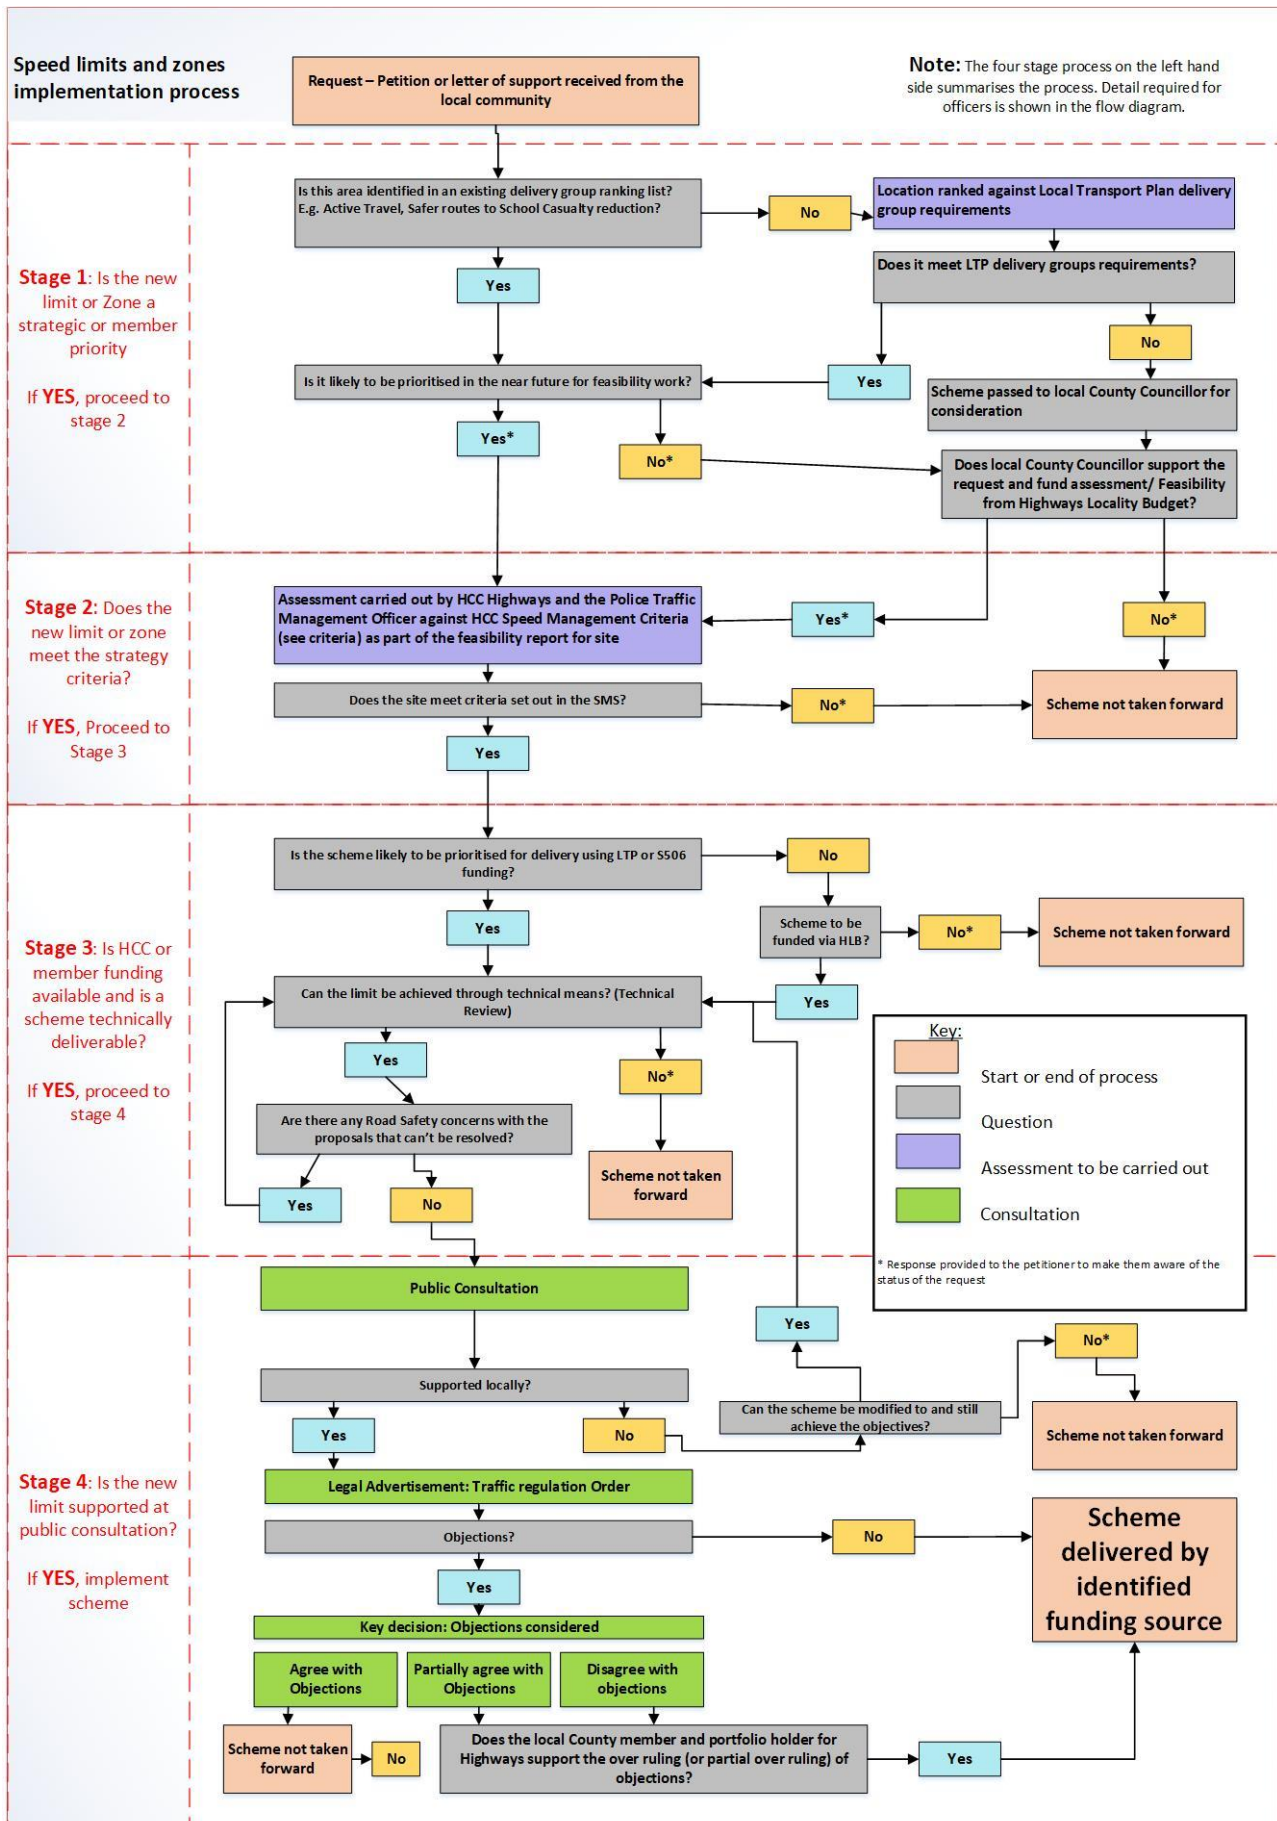 Speed limits and zones
implementation process
Request – Petition or letter of support received from the
local community
Note: The four stage process on the left hand
side summarises the process. Detail required for
officers is shown in the flow diagram.
Stage 1: Is the new
limit or Zone a
strategic or member
priority
If YES, proceed to
stage 2
Is this area identified in an existing delivery group ranking list?
E.g. Active Travel, Safer routes to School Casualty reduction?
No
Location ranked against Local Transport Plan delivery
group requirements
Yes
Does it meet LTP delivery groups requirements?
No
Is it likely to be prioritised in the near future for feasibility work?
Yes
Scheme passed to local County Councillor for
consideration
Yes*
No*
Does local County Councillor support the
request and fund assessment/ Feasibility
from Highways Locality Budget?
Stage 2: Does the
new limit or zone
meet the strategy
criteria?
If YES, Proceed to
Stage 3
Assessment carried out by HCC Highways and the Police Traffic
Management Officer against HCC Speed Management Criteria
(see criteria) as part of the feasibility report for site
Yes*
No*
Does the site meet criteria set out in the SMS?
No*
Scheme not taken forward
Yes
Stage 3: Is HCC or
member funding
available and is a
scheme technically
deliverable?
If YES, proceed to
stage 4
Is the scheme likely to be prioritised for delivery using LTP or S506
funding?
No
Yes
Scheme to be
funded via HLB?
No*
Scheme not taken forward
Can the limit be achieved through technical means? (Technical
Review)
Yes
Yes
No*
Are there any Road Safety concerns with the
proposals that can't be resolved?
Scheme not taken
forward
Yes
No
Key:
Start or end of process
Question
Assessment to be carried out
Consultation
* Response provided to the petitioner to make them aware of the
status of the request
Stage 4: Is the new
limit supported at
public consultation?
If YES, implement
scheme
Public Consultation
Yes
No*
Supported locally?
Can the scheme be modified to and still
achieve the objectives?
Scheme not taken forward
Yes
No
Legal Advertisement: Traffic regulation Order
Objections?
No
Scheme
delivered by
identified
funding source
Yes
Key decision: Objections considered
Agree with
Objections
Partially agree with
Objections
Disagree with
objections
Scheme not taken
forward
No
Does the local County member and portfolio holder for
Highways support the over ruling (or partial over ruling) of
objections?
Yes